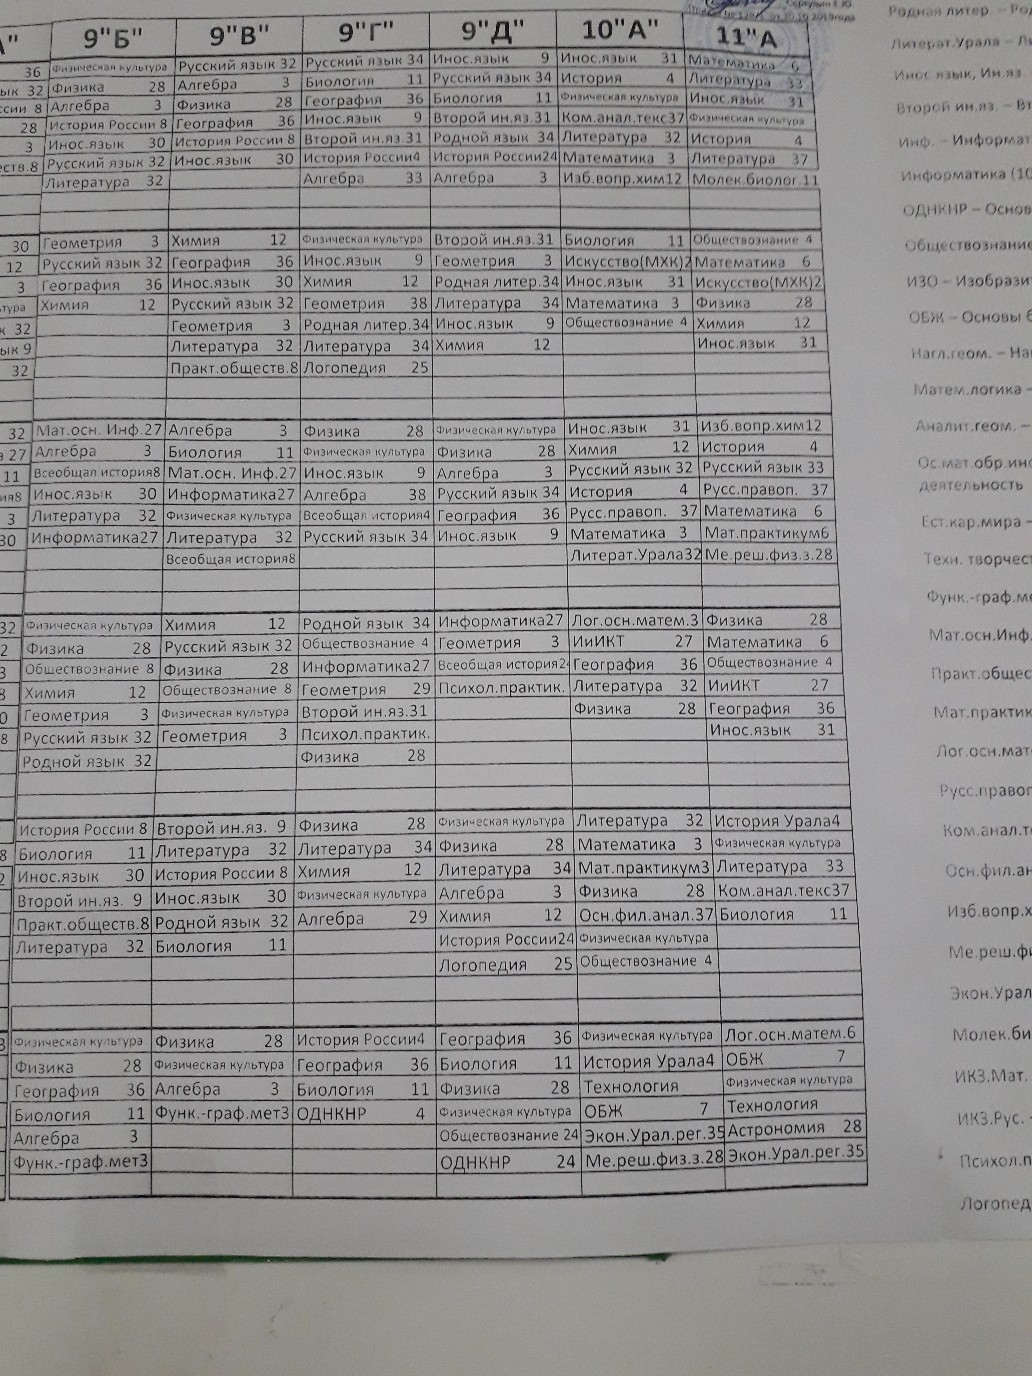 20.10.2019года
А" 9"Б" 9"В" 9"Г" 9"Д" 10"А" 11"А
36 Физическая культура Русский язык 32 Русский язык 34 Инос.язык 9 Инос.язык 31 Математика 6
ык 32 Физика 28 Алгебра 3 Биология 11 Русский язык 34 История 4 Литература 33
ссии 8 Алгебра 3 Физика 28 География 36 Биология 11 Физическая культура Инос.язык 31
28 История России 8 География 36 Инос.язык 9 Второй ин.яз.31 Ком.анал.текс37 Физическая культура
3 Инос.язык 30 История России 8 Второй ин.яз.31 Родной язык 34 Литература 32 История 4
еств.8 Русский язык 32 Инос.язык 30 История России4 История России24 Математика 3 Литература 37
Литература 32 Алгебра 33 Алгебра 3 Изб.вопр.хим12 Молек.биолог.11
30 Геометрия 3 Химия 12 Физическая культура Второй ин.яз.31 Биология 11 Обществознание 4
12 Русский язык 32 География 36 Инос.язык 9 Геометрия 3 Искусство(МХК)2 Математика 6
3 География 36 Инос.язык 30 Химия 12 Родная литер.34 Инос.язык 31 Искусство(МХК)2
тура Химия 12 Русский язык 32 Геометрия 38 Литература 34 Математика 3 Физика 28
к 32 Геометрия 3 Родная литер.34 Инос.язык 9 Обществознание 4 Химия 12
ык 9 Литература 32 Литература 34 Химия 12 Инос.язык 31
32 Практ.обществ.8 Логопедия 25
32 Мат.осн. Инф.27 Алгебра 3 Физика 28 Физическая культура Инос.язык 31 Изб.вопр.хим12
а 27 Алгебра 3 Биология 11 Физическая культура Физика 28 Химия 12 История 4
11 Всеобщая история8 Мат.осн. Инф.27 Инос.язык 9 Алгебра 3 Русский язык 32 Русский язык 33
ия8 Инос.язык 30 Информатика27 Алгебра 38 Русский язык 34 История 4 Русс.правоп. 37
3 Литература 32 Физическая культура Всеобщая история4 География 36 Русс.правоп. 37 Математика 6
30 Информатика27 Литература 32 Русский язык 34 Инос.язык 9 Математика 3 Мат.практикум6
Всеобщая история8 Литерат.Урала32 Ме.реш.физ.з.28
32 Физическая культура Химия 12 Родной язык 34 Информатика27 Лог.осн.матем.3 Физика 28
2 Физика 28 Русский язык 32 Обществознание 4 Геометрия 3 ИиИКТ 27 Математика 6
3 Обществознание 8 Физика 28 Информатика27 Всеобщая история24 География 36 Обществознание 4
8 Химия 12 Обществознание 8 Геометрия 29 Психол.практик. Литература 32 ИиИКТ 27
0 Геометрия 3 Физическая культура Второй ин.яз.31 Физика 28 География 36
8 Русский язык 32 Геометрия 3 Психол.практик. Инос.язык 31
Родной язык 32 Физика 28
История России 8 Второй ин.яз. 9 Физика 28 Физическая культура Литература 32 История Урала4
8 Биология 11 Литература 32 Литература 34 Физика 28 Математика 3 Физическая культура
2 Инос.язык 30 История России 8 Химия 12 Литература 34 Мат.практикум3 Литература 33
Второй ин.яз. 9 Инос.язык 30 Физическая культура Алгебра 3 Физика 28 Ком.анал.текс37
Практ.обществ.8 Родной язык 32 Алгебра 29 Химия 12 Осн.фил.анал.37 Биология 11
Литература 32 Биология 11 История России24 Физическая культура
Логопедия 25 Обществознание 4
3 Физическая культура Физика 28 История России4 География 36 Физическая культура Лог.осн.матем.6
Физика 28 Физическая культура География 36 Биология 11 История Урала4 ОБЖ 7
География 36 Алгебра 3 Биология 11 Физика 28 Технология Физическая культура
Биология 11 Функ.-граф.мет3 ОДНКНР 4 Физическая культура ОБЖ 7 Технология
Алгебра 3 Обществознание 24 Экон.Урал.рег.35 Астрономия 28
Функ.-граф.мет3 ОДНКНР 24 Ме.реш.физ.з.28 Экон.Урал.рег.35
Родная литер. – Род
Литерат.Урала – Ли
Инос.язык, Ин.яз.
Второй ин.яз. – Вт
Инф. – Информат
Информатика (10
ОДНКНР – Основ
Обществознание
ИЗО – Изобрази
ОБЖ – Основы б
Нагл.геом. – Наг
Матем.логика –
Аналит.геом. –
Ос.мат.обр.инс
деятельность
Ест.кар.мира –
Техн. творчест
Функ.-граф.ме
Мат.осн.Инф.
Практ.общес
Мат.практик
Лог.осн.мат
Русс.правоп
Ком.анал.те
Осн.фил.ан
Изб.вопр.х
Ме.реш.фи
Экон.Урал
Молек.би
ИКЗ.Мат.
ИКЗ.Рус. -
Психол.п
Логопед